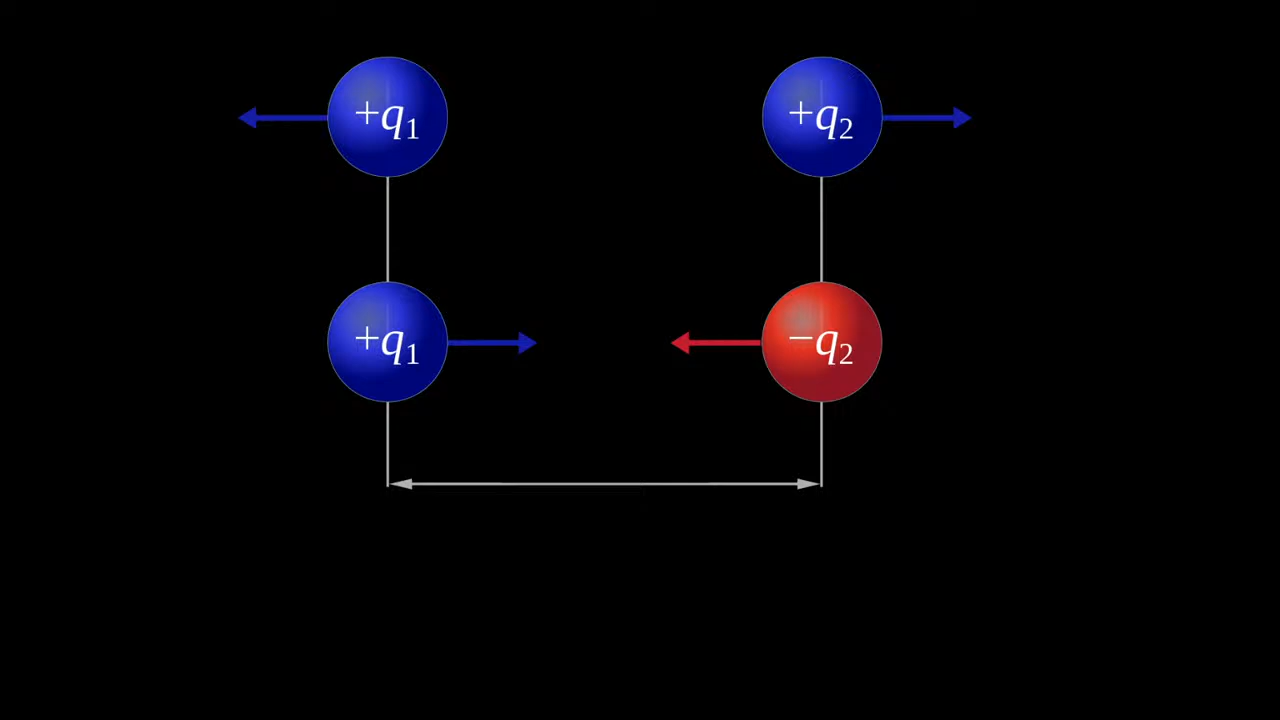 +q₁ +q₂
+q₁ −q₂